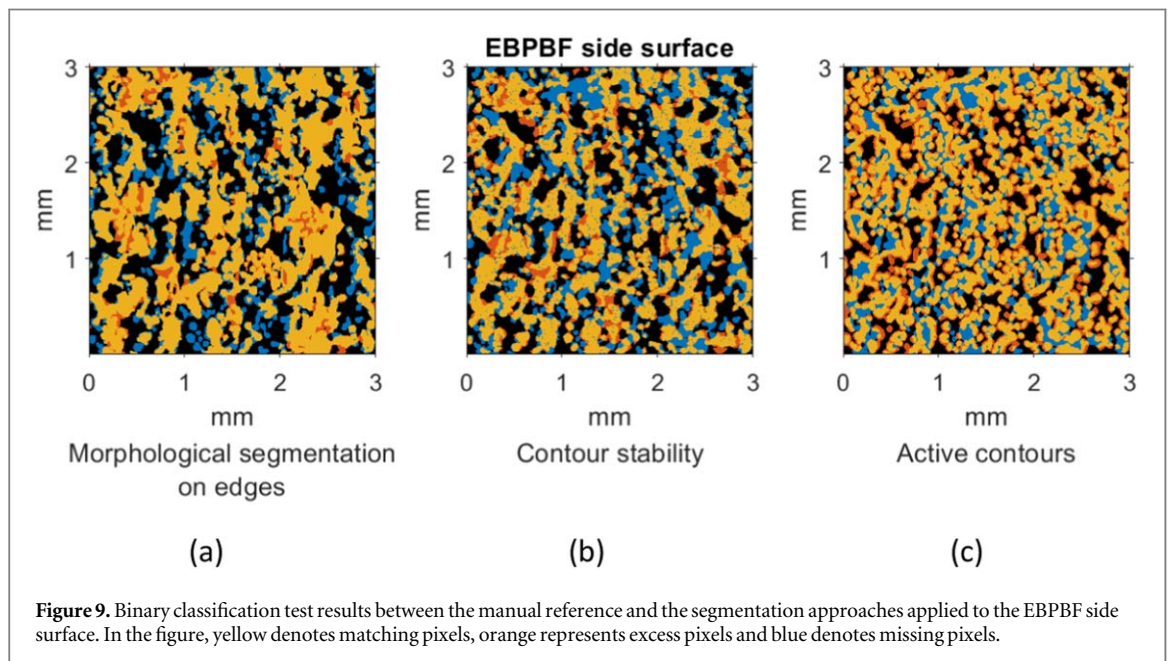 EBPBF side surface
3
2
1
0
1
2
3
mm
mm
Morphological segmentation
on edges
(a)
3
2
1
0
1
2
3
mm
mm
Contour stability
(b)
3
2
1
0
1
2
3
mm
mm
Active contours
(c)
Figure 9. Binary classification test results between the manual reference and the segmentation approaches applied to the EBPBF side
surface. In the figure, yellow denotes matching pixels, orange represents excess pixels and blue denotes missing pixels.